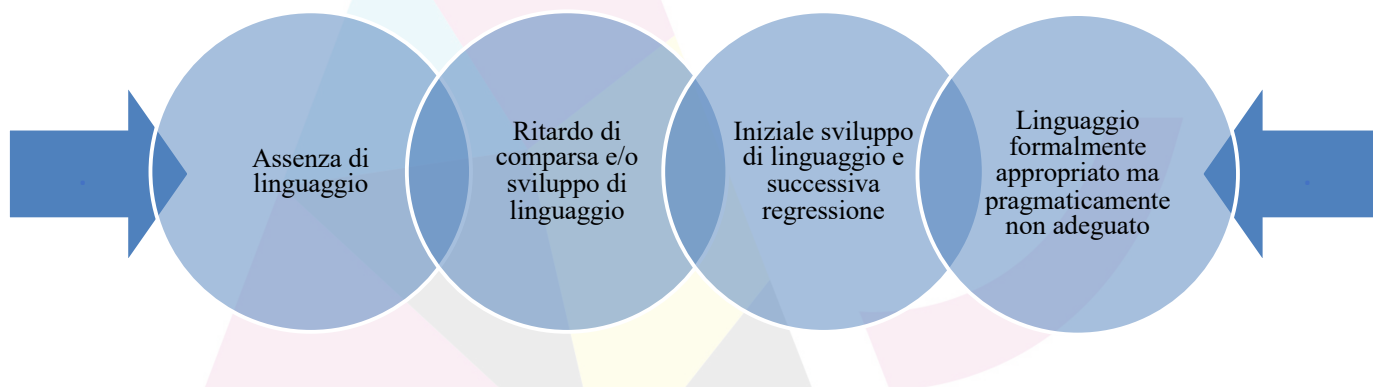 Assenza di
linguaggio
Ritardo di
comparsa e/o
sviluppo di
linguaggio
Iniziale sviluppo
di linguaggio e
successiva
regressione
Linguaggio
formalmente
appropriato ma
pragmaticamente
non adeguato